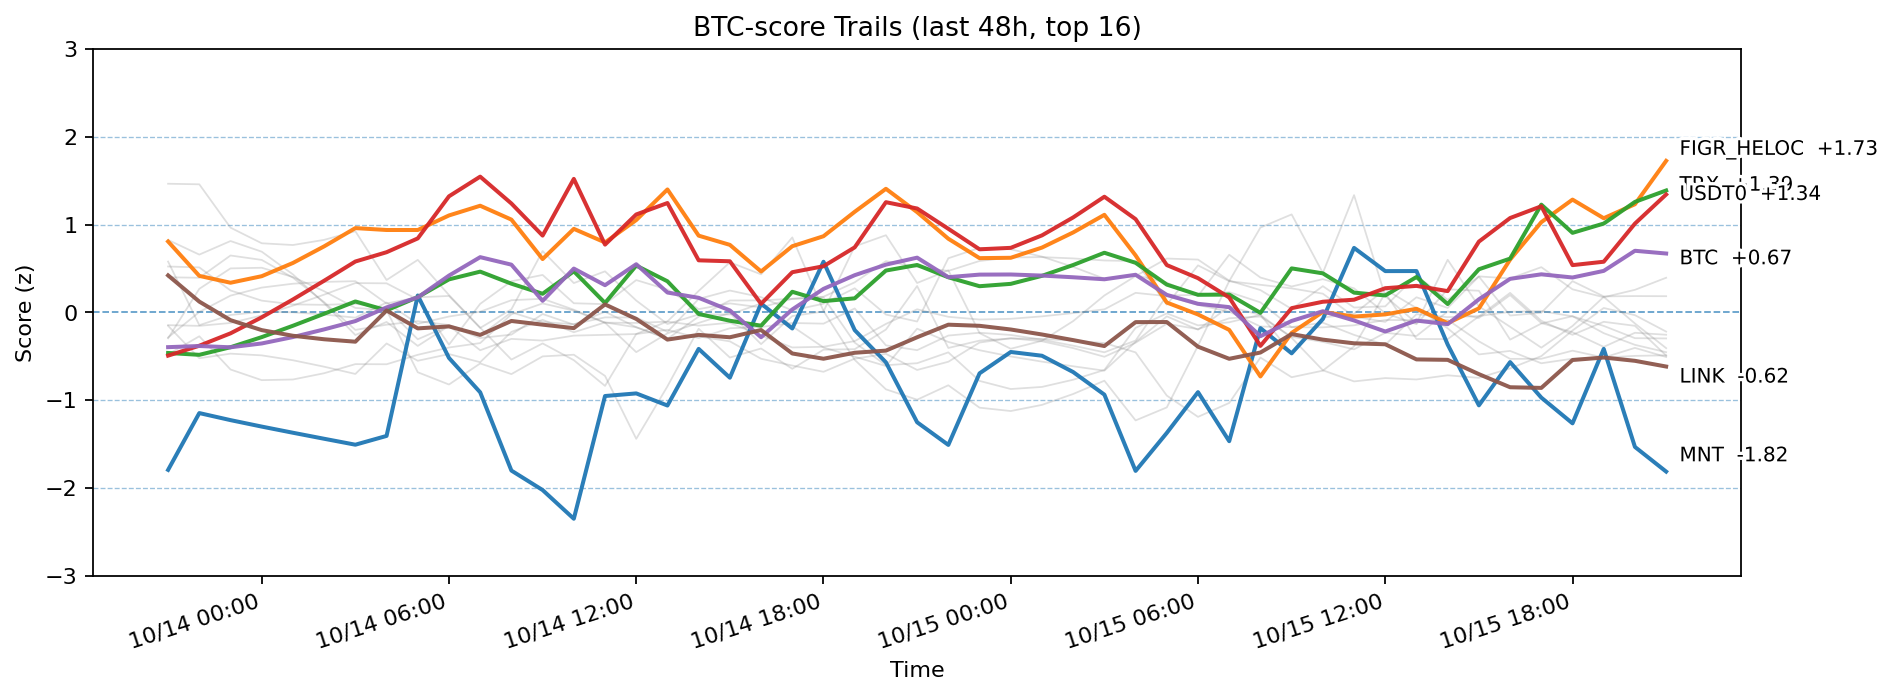 BTC-score Trails (last 48h, top 16)
Score (z)
3
2
1
0
−1
−2
−3
FIGR_HELOC +1.73
USDT0 +1.34
BTC +0.67
LINK -0.62
MNT -1.82
10/14 00:00
10/14 06:00
10/14 12:00
10/14 18:00
10/15 00:00
10/15 06:00
10/15 12:00
10/15 18:00
Time